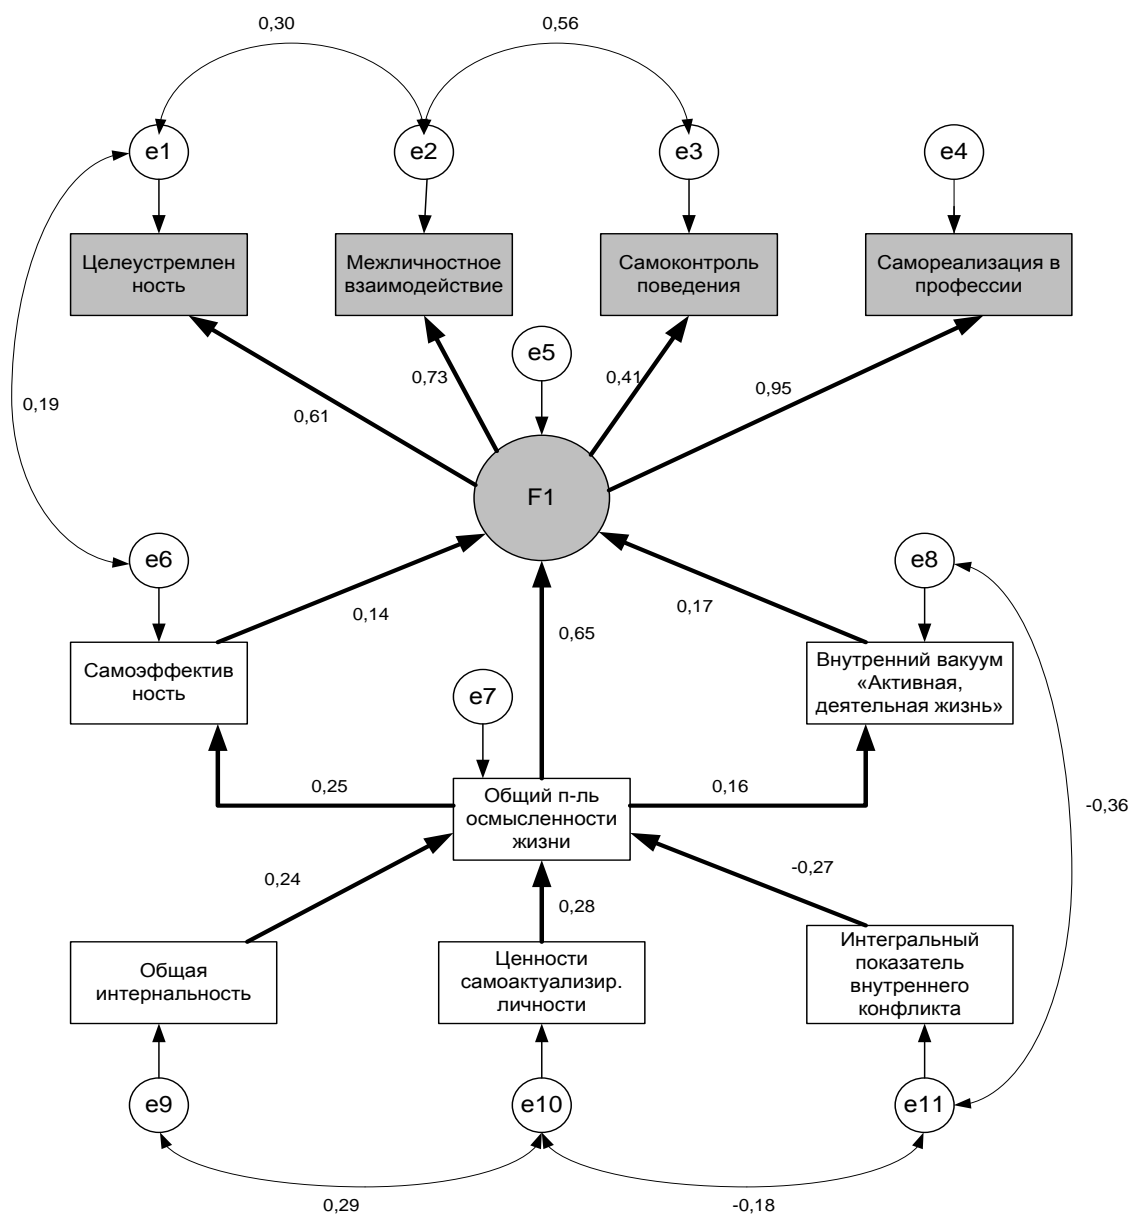 0,30
0,56
e1
e2
e3
e4
Целеустремлен
ность
Межличностное
взаимодействие
Самоконтроль
поведения
Самореализация в
профессии
e5
0,19
0,61
0,73
0,41
0,95
F1
e6
e8
0,14
0,65
0,17
Самоэффектив
ность
Внутренний вакуум
«Активная,
деятельная жизнь»
e7
0,25
0,16
Общий п-ль
осмысленности
жизни
-0,36
0,24
0,28
-0,27
Общая
интернальность
Ценности
самоактуализир.
личности
Интегральный
показатель
внутреннего
конфликта
e9
e10
e11
0,29
-0,18